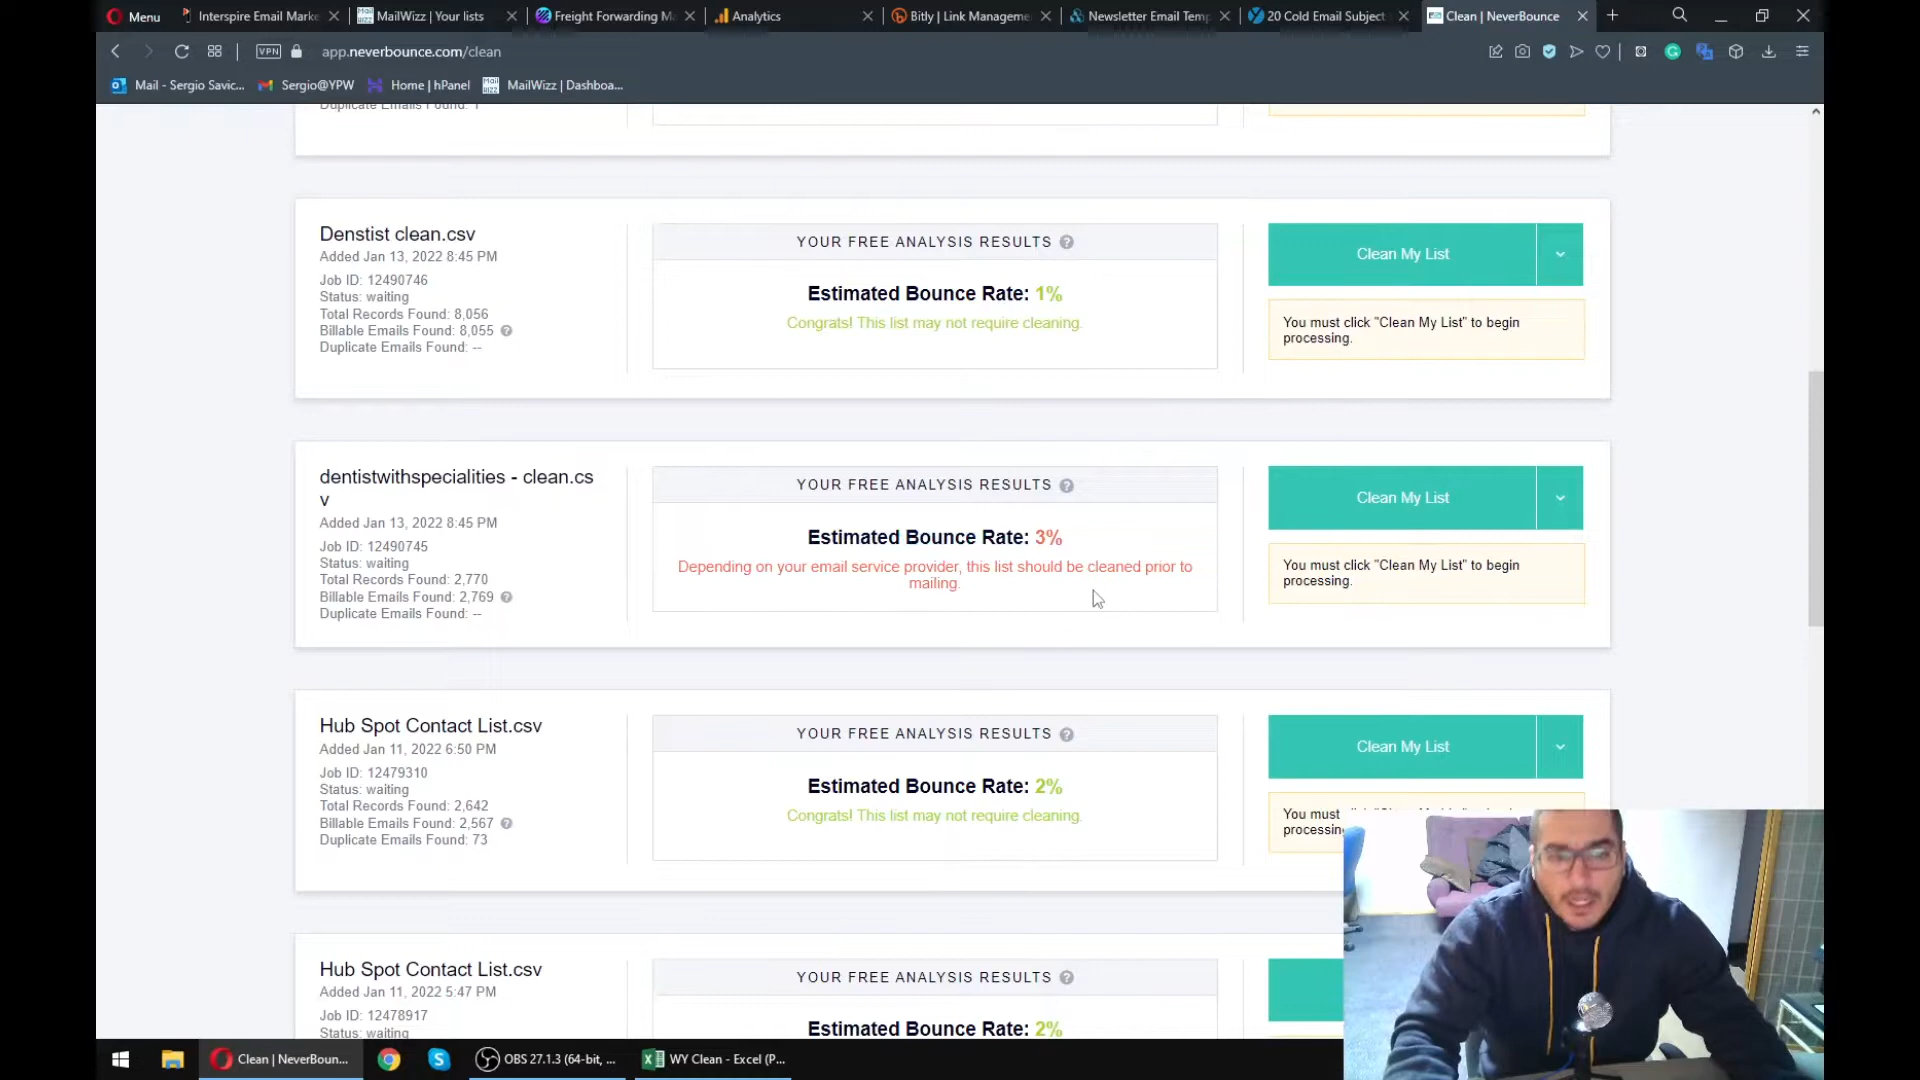 Menu
Interspire Email Marke
MailWizz | Your lists
Freight Forwarding Ma
Analytics
Bitly | Link Manageme
Newsletter Email Temp
20 Cold Email Subject
Clean | NeverBounce
VPN
app.neverbounce.com/clean
Mail - Sergio Savic...
Sergio@YPW
Home | hPanel
MailWizz | Dashboa...
Duplicate Emails Found: 1
Denstist clean.csv
Added Jan 13, 2022 8:45 PM
Job ID: 12490746
Status: waiting
Total Records Found: 8,056
Billable Emails Found: 8,055
Duplicate Emails Found: --
YOUR FREE ANALYSIS RESULTS
Estimated Bounce Rate: 1%
Congrats! This list may not require cleaning.
Clean My List
You must click "Clean My List" to begin
processing.
dentistwithspecialities - clean.cs
v
Added Jan 13, 2022 8:45 PM
Job ID: 12490745
Status: waiting
Total Records Found: 2,770
Billable Emails Found: 2,769
Duplicate Emails Found: --
YOUR FREE ANALYSIS RESULTS
Estimated Bounce Rate: 3%
Depending on your email service provider, this list should be cleaned prior to
mailing.
Clean My List
You must click "Clean My List" to begin
processing.
Hub Spot Contact List.csv
Added Jan 11, 2022 6:50 PM
Job ID: 12479310
Status: waiting
Total Records Found: 2,642
Billable Emails Found: 2,567
Duplicate Emails Found: 73
YOUR FREE ANALYSIS RESULTS
Estimated Bounce Rate: 2%
Congrats! This list may not require cleaning.
Clean My List
You must
processin
Hub Spot Contact List.csv
Added Jan 11, 2022 5:47 PM
Job ID: 12478917
Status: waiting
YOUR FREE ANALYSIS RESULTS
Estimated Bounce Rate: 2%
Clean | NeverBoun...
OBS 27.1.3 (64-bit, ...
WY Clean - Excel (P...